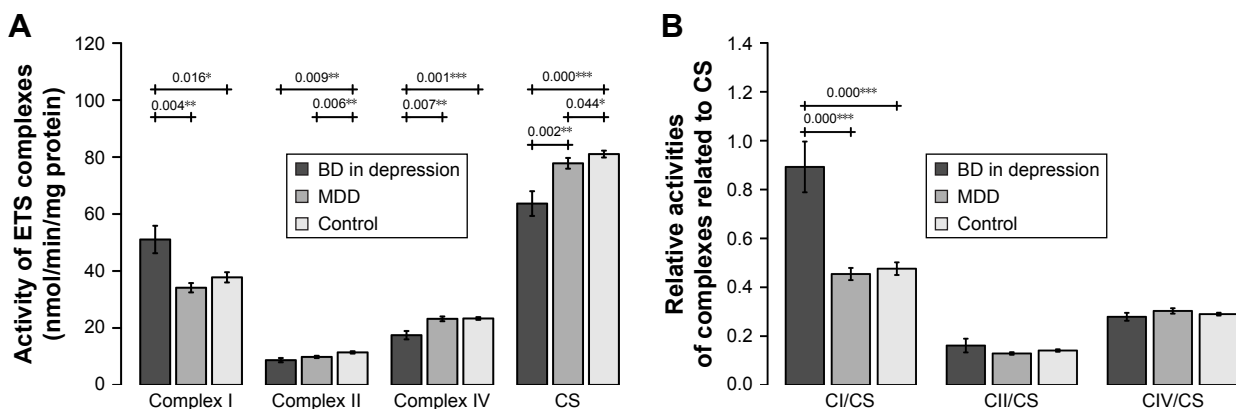 A
Activity of ETS complexes
(nmol/min/mg protein)
120
100
80
60
40
20
0
0.016*
0.004**
0.009**
0.006**
0.001***
0.007**
0.000***
0.044*
0.002**
BD in depression
MDD
Control
Complex I
Complex II
Complex IV
CS
B
Relative activities
of complexes related to CS
1.4
1.2
1.0
0.8
0.6
0.4
0.2
0.0
0.000***
0.000***
BD in depression
MDD
Control
CI/CS
CII/CS
CIV/CS